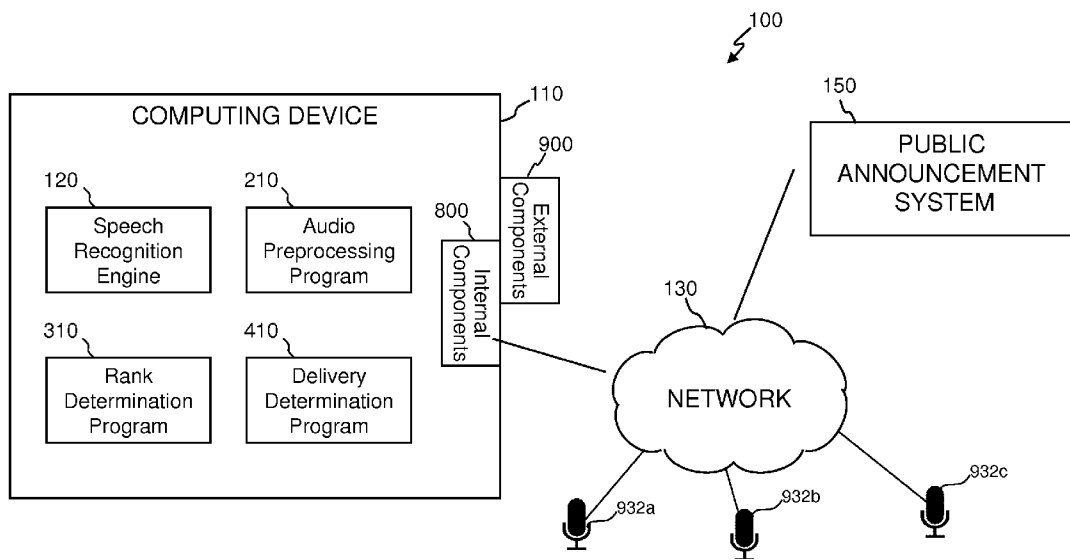 100
110
COMPUTING DEVICE
150
PUBLIC
ANNOUNCEMENT
SYSTEM
900
External
Components
120
Speech
Recognition
Engine
210
Audio
Preprocessing
Program
800
Internal
Components
130
NETWORK
310
Rank
Determination
Program
410
Delivery
Determination
Program
932a
932b
932c